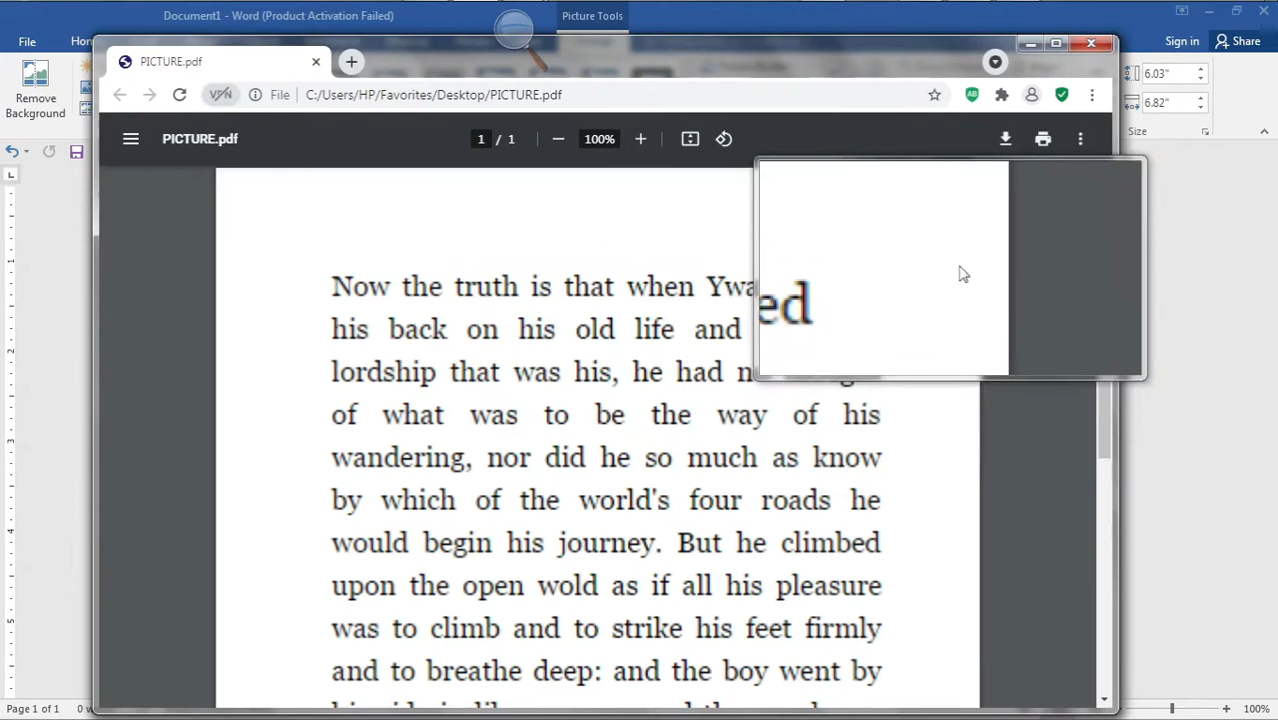 Document1 - Word (Product Activation Failed)
Picture Tools
File
Sign in
Share
PICTURE.pdf
Remove
Background
VPN
File
C:/Users/HP/Favorites/Desktop/PICTURE.pdf
6.03"
6.82"
Size
PICTURE.pdf
1 / 1
100%
Now the truth is that when
ed
his back on his old life and
lordship that was his, he had
of what was to be the way of his
wandering, nor did he so much as know
by which of the world's four roads he
would begin his journey. But he climbed
upon the open wold as if all his pleasure
was to climb and to strike his feet firmly
and to breathe deep: and the boy went by
Page 1 of 1
100%